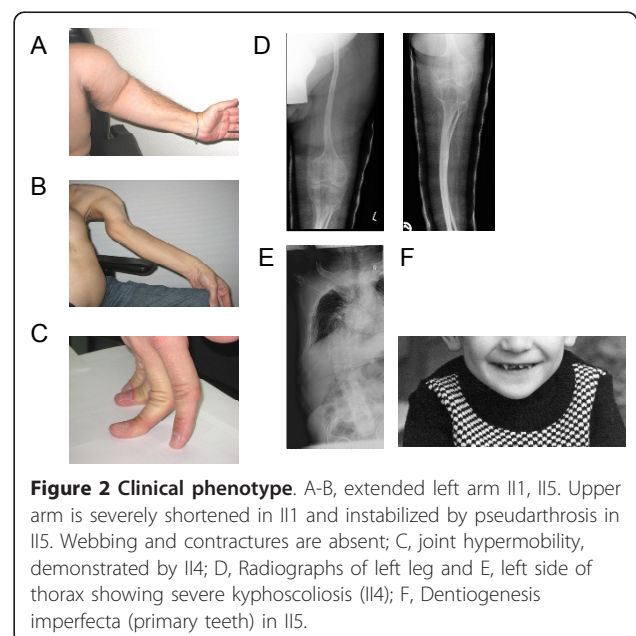 A
D
B
E
F
C
L
Figure 2 Clinical phenotype. A-B, extended left arm II1, II5. Upper
arm is severely shortened in II1 and instabilized by pseudarthrosis in
II5. Webbing and contractures are absent; C, joint hypermobility,
demonstrated by II4; D, Radiographs of left leg and E, left side of
thorax showing severe kyphoscoliosis (II4); F, Dentiogenesis
imperfecta (primary teeth) in II5.